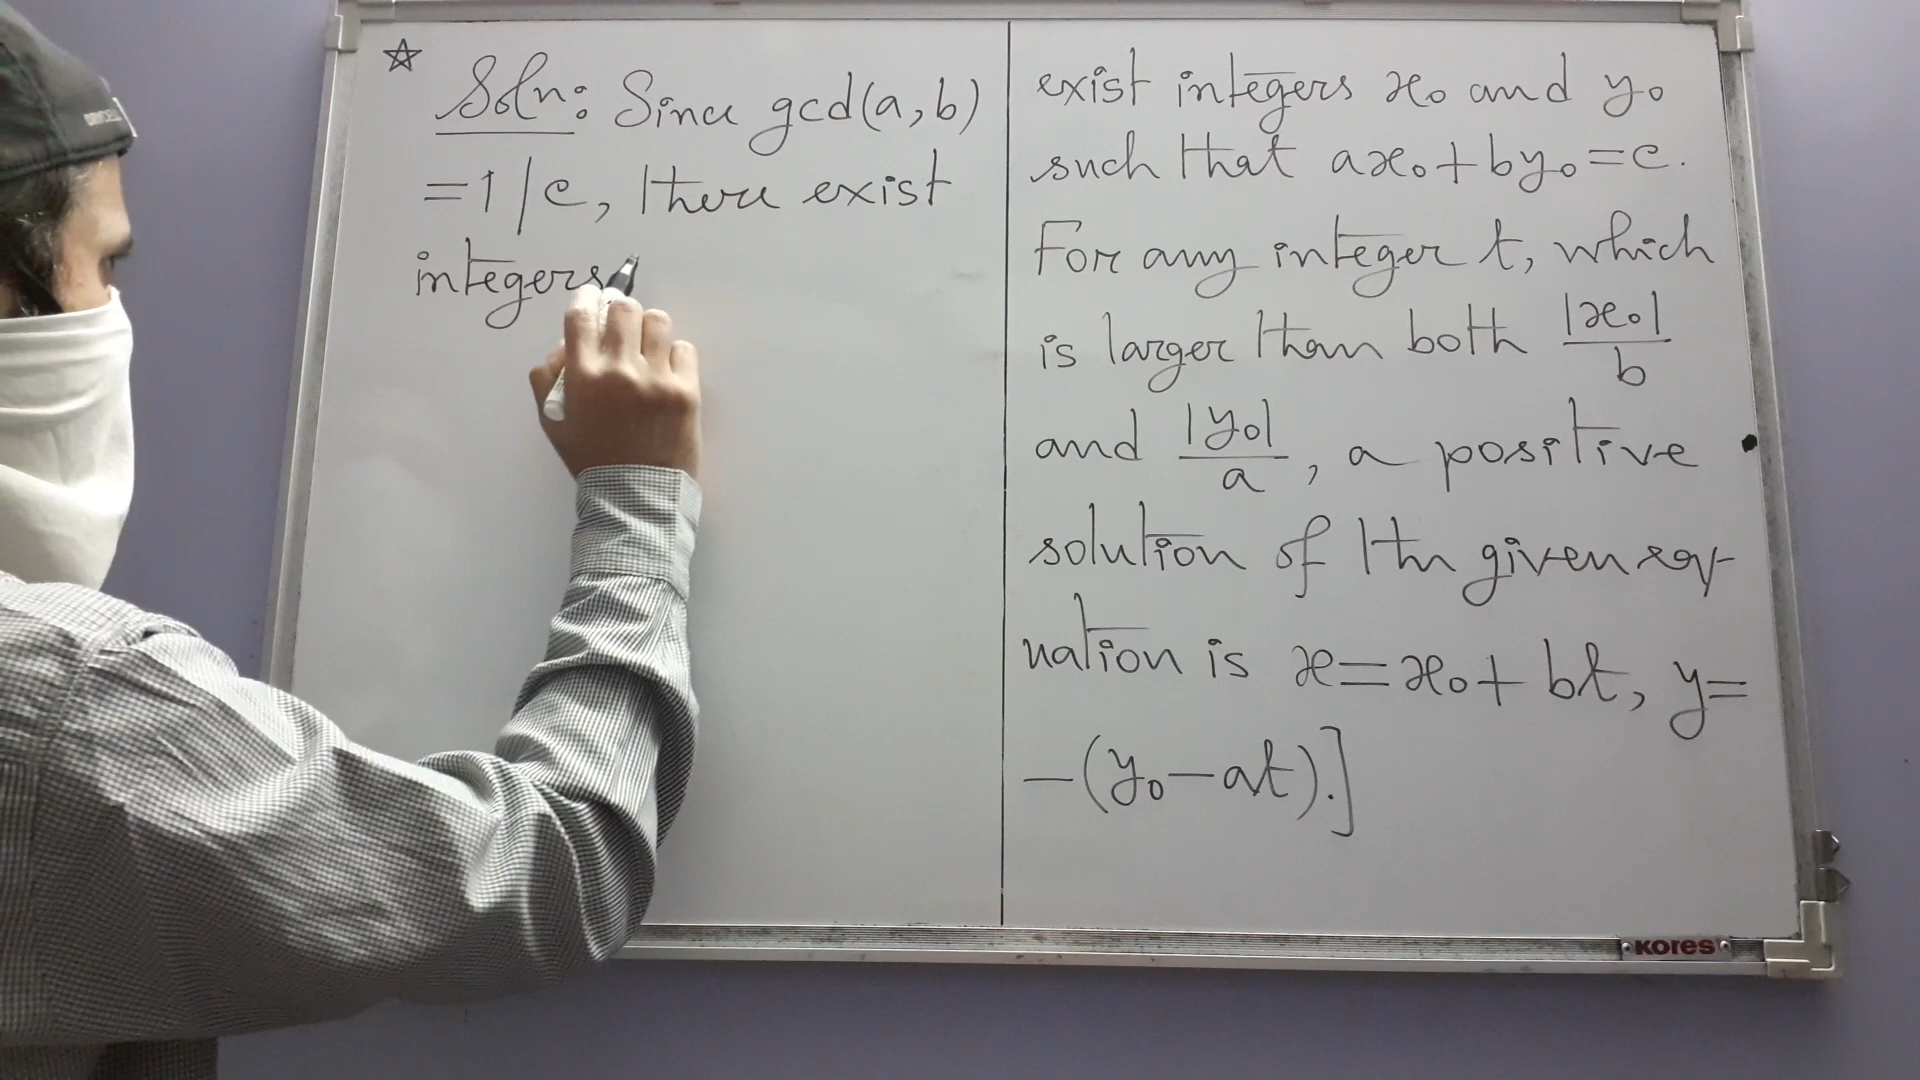 ☆
Soln: Since gcd(a,b)
=1/c, there exist
integers
exist integers x₀ and y₀
such that ax₀+by₀=c.
For any integer t, which
is larger than both |x₀|/b
and |y₀|/a, a positive
solution of the given eq-
uation is x=x₀+bt, y=
-(y₀-at).]
KORES